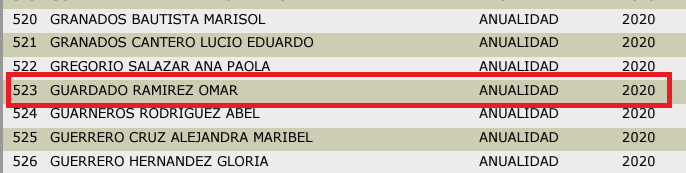 520 GRANADOS BAUTISTA MARISOL ANUALIDAD 2020
521 GRANADOS CANTERO LUCIO EDUARDO ANUALIDAD 2020
522 GREGORIO SALAZAR ANA PAOLA ANUALIDAD 2020
523 GUARDADO RAMIREZ OMAR ANUALIDAD 2020
524 GUARNEROS RODRIGUEZ ABEL ANUALIDAD 2020
525 GUERRERO CRUZ ALEJANDRA MARIBEL ANUALIDAD 2020
526 GUERRERO HERNANDEZ GLORIA ANUALIDAD 2020